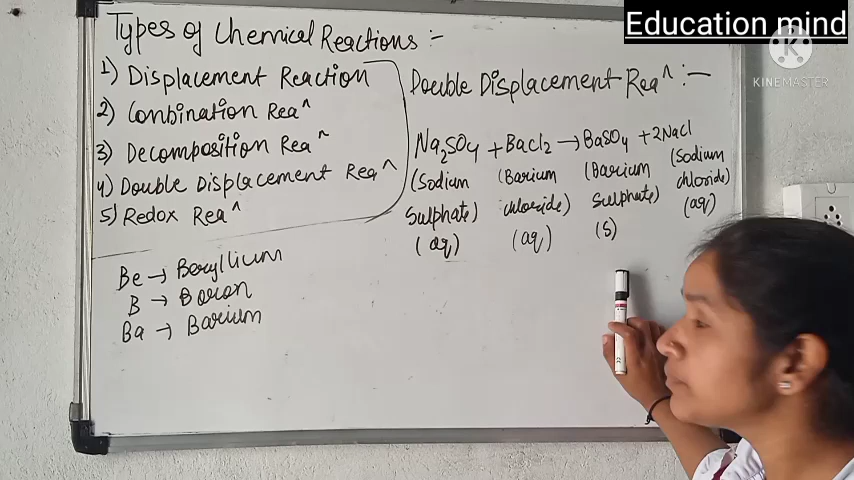 Education mind
KINEMASTER
Types of Chemical Reactions :-
1) Displacement Reaction
2) Combination Rea^
3) Decomposition Rea^
4) Double Displacement Rea^
5) Redox Rea^
Be → Beryllium
B → Boron
Ba → Barium
Double Displacement Rea^ :-
Na2SO4 + BaCl2 → BaSO4 + 2NaCl
(Sodium (Barium (Barium (Sodium
Sulphate) chloride) Sulphate) chloride)
(aq) (aq) (s) (aq)